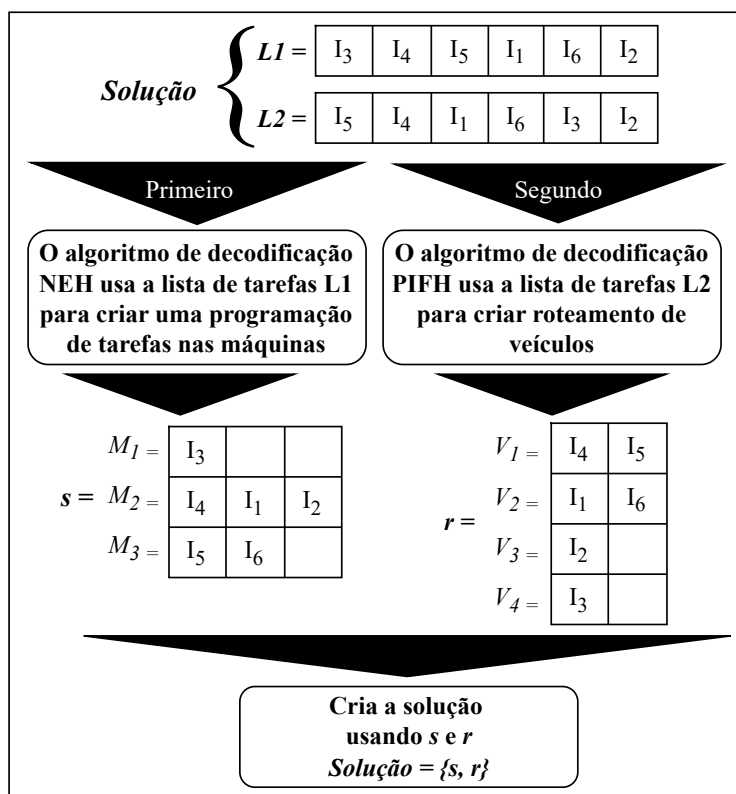 Solução
L1 = I3 I4 I5 I1 I6 I2
L2 = I5 I4 I1 I6 I3 I2
Primeiro
Segundo
O algoritmo de decodificação
NEH usa a lista de tarefas L1
para criar uma programação
de tarefas nas máquinas
O algoritmo de decodificação
PIFH usa a lista de tarefas L2
para criar roteamento de
veículos
s =
M1 = I3
M2 = I4 I1 I2
M3 = I5 I6
r =
V1 = I4 I5
V2 = I1 I6
V3 = I2
V4 = I3
Cria a solução
usando s e r
Solução = {s, r}